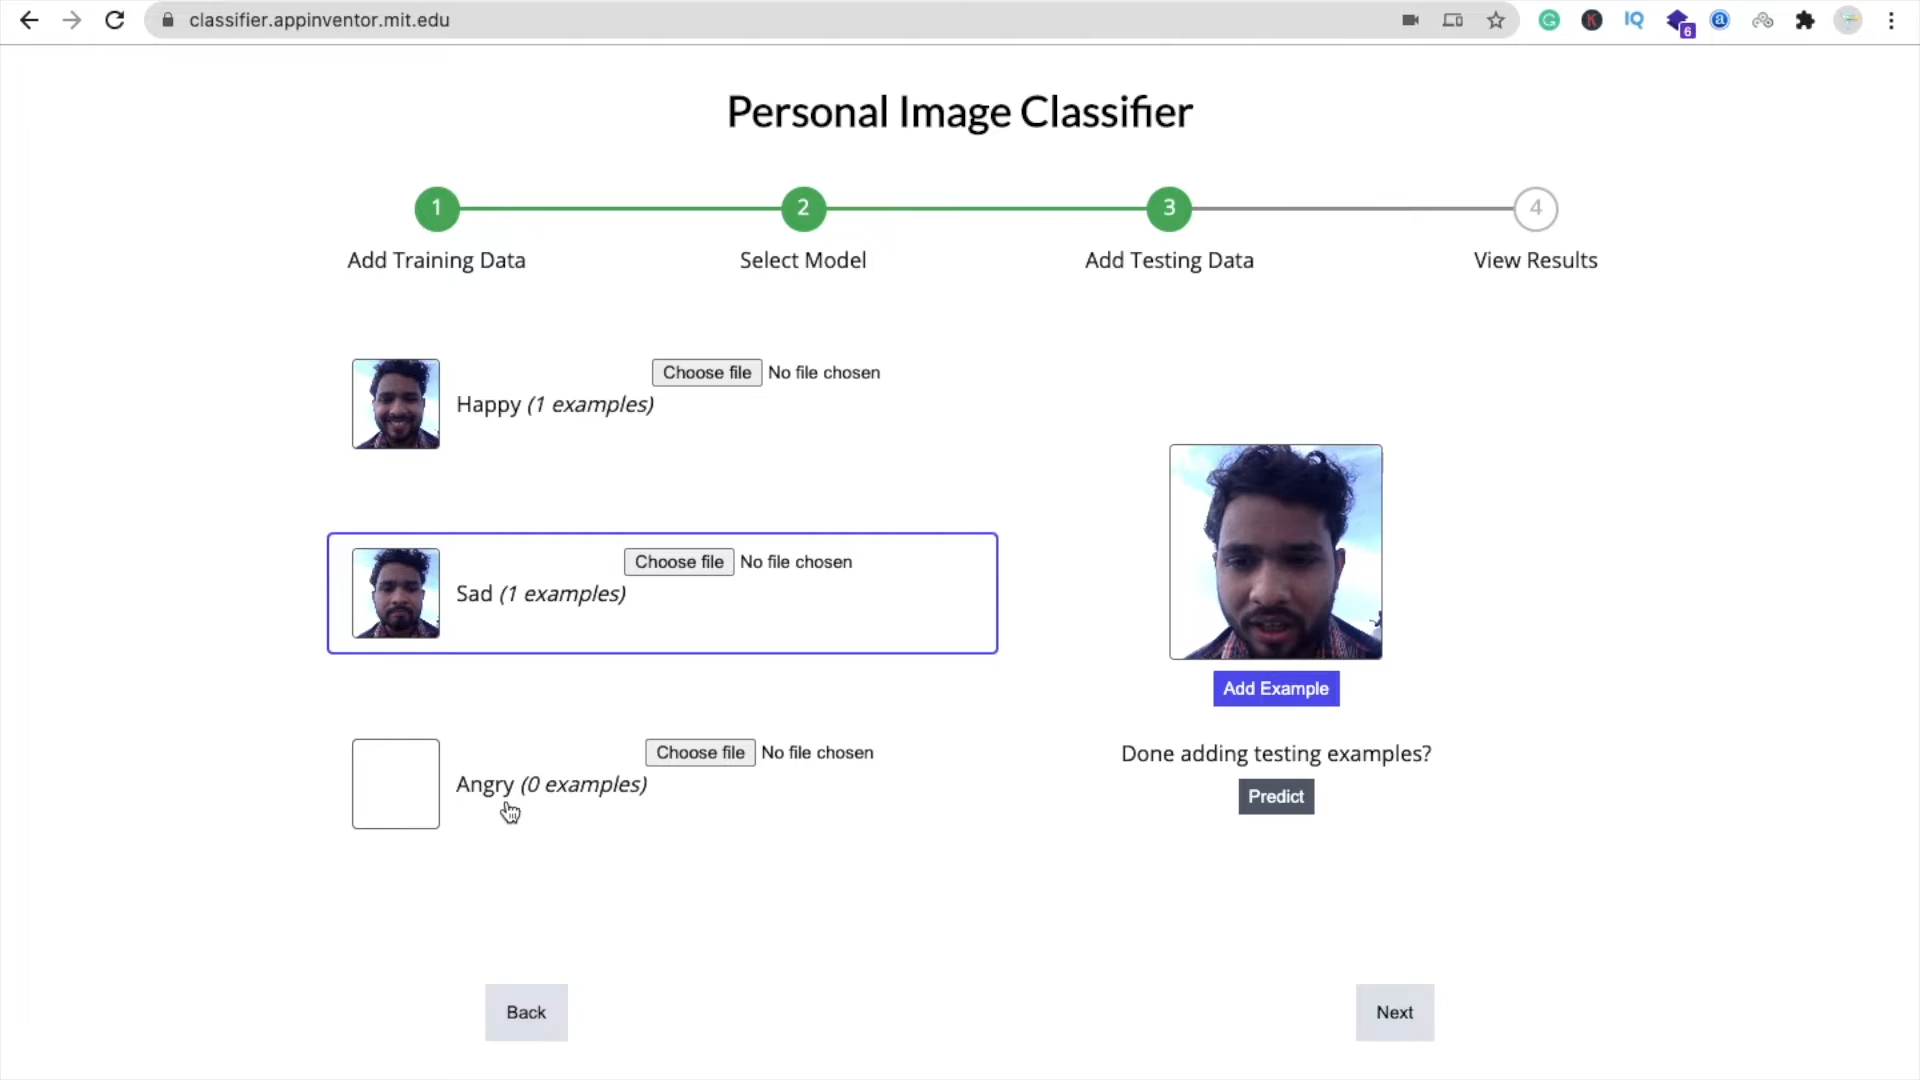 classifier.appinventor.mit.edu
6
Personal Image Classifier
1 2 3 4
Add Training Data Select Model Add Testing Data View Results
Choose file No file chosen
Happy (1 examples)
Choose file No file chosen
Sad (1 examples)
Add Example
Choose file No file chosen
Done adding testing examples?
Angry (0 examples)
Predict
Back Next